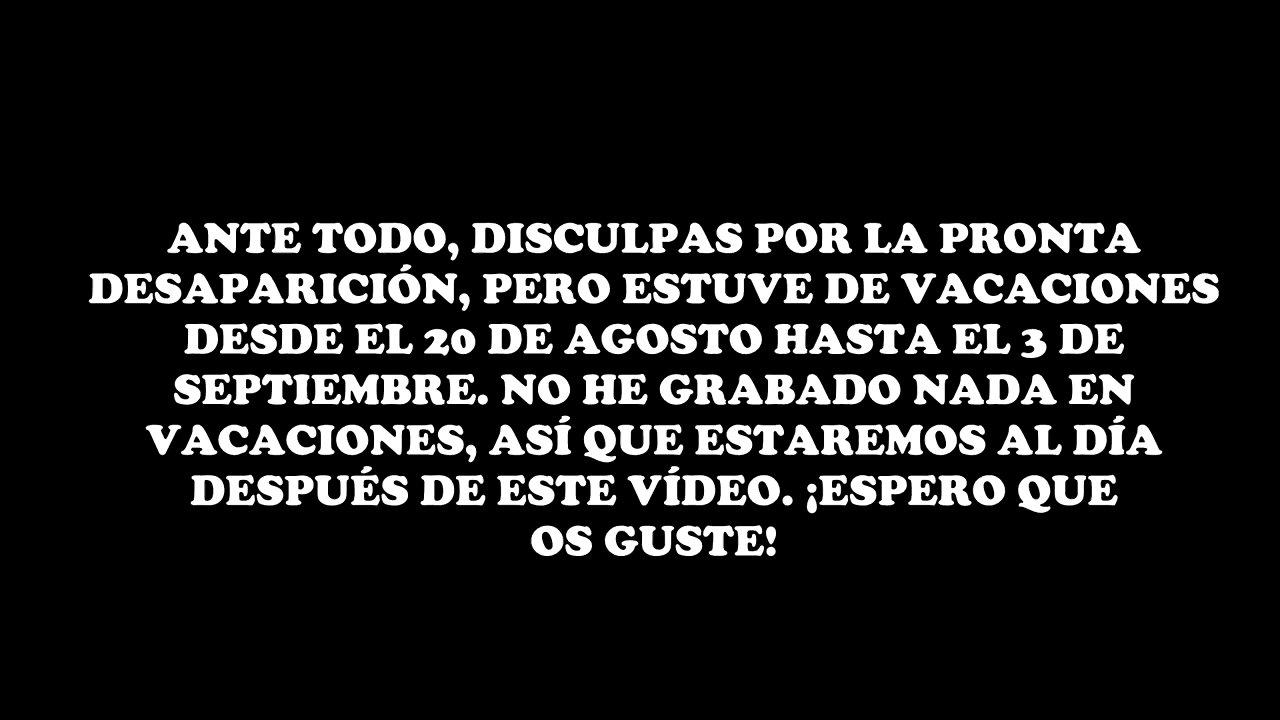 ANTE TODO, DISCULPAS POR LA PRONTA
DESAPARICIÓN, PERO ESTUVE DE VACACIONES
DESDE EL 20 DE AGOSTO HASTA EL 3 DE
SEPTIEMBRE. NO HE GRABADO NADA EN
VACACIONES, ASÍ QUE ESTAREMOS AL DÍA
DESPUÉS DE ESTE VÍDEO. ¡ESPERO QUE
OS GUSTE!